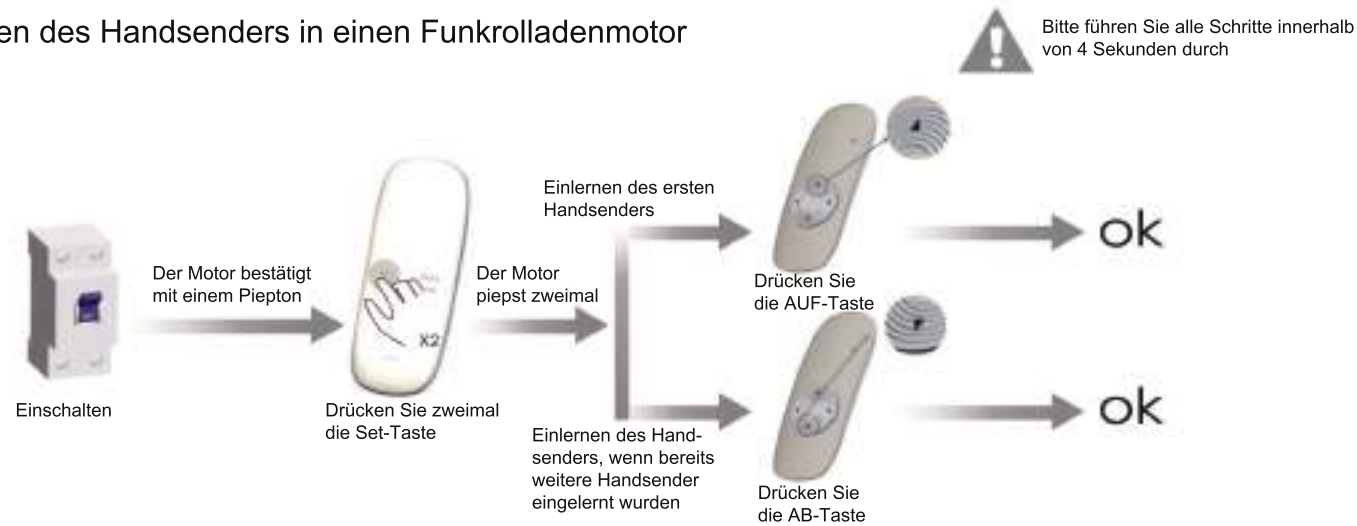 en des Handsenders in einen Funkrolladenmotor
Bitte führen Sie alle Schritte innerhalb
von 4 Sekunden durch
Einschalten
Der Motor bestätigt
mit einem Piepton
X2
Drücken Sie zweimal
die Set-Taste
Der Motor
piepst zweimal
Einlernen des ersten
Handsenders
Drücken Sie
die AUF-Taste
ok
Einlernen des Hand-
senders, wenn bereits
weitere Handsender
eingelernt wurden
Drücken Sie
die AB-Taste
ok